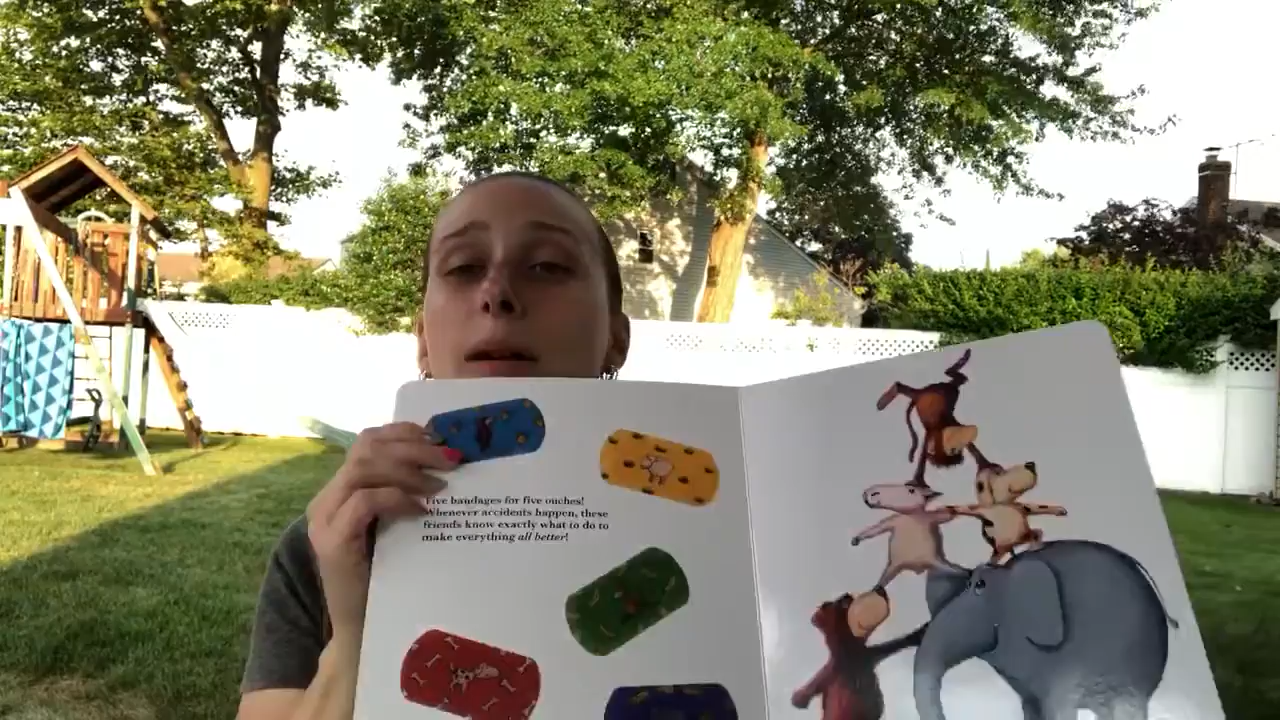 Five bandages for five ouches!
Whenever accidents happen, these
friends know exactly what to do to
make everything all better!